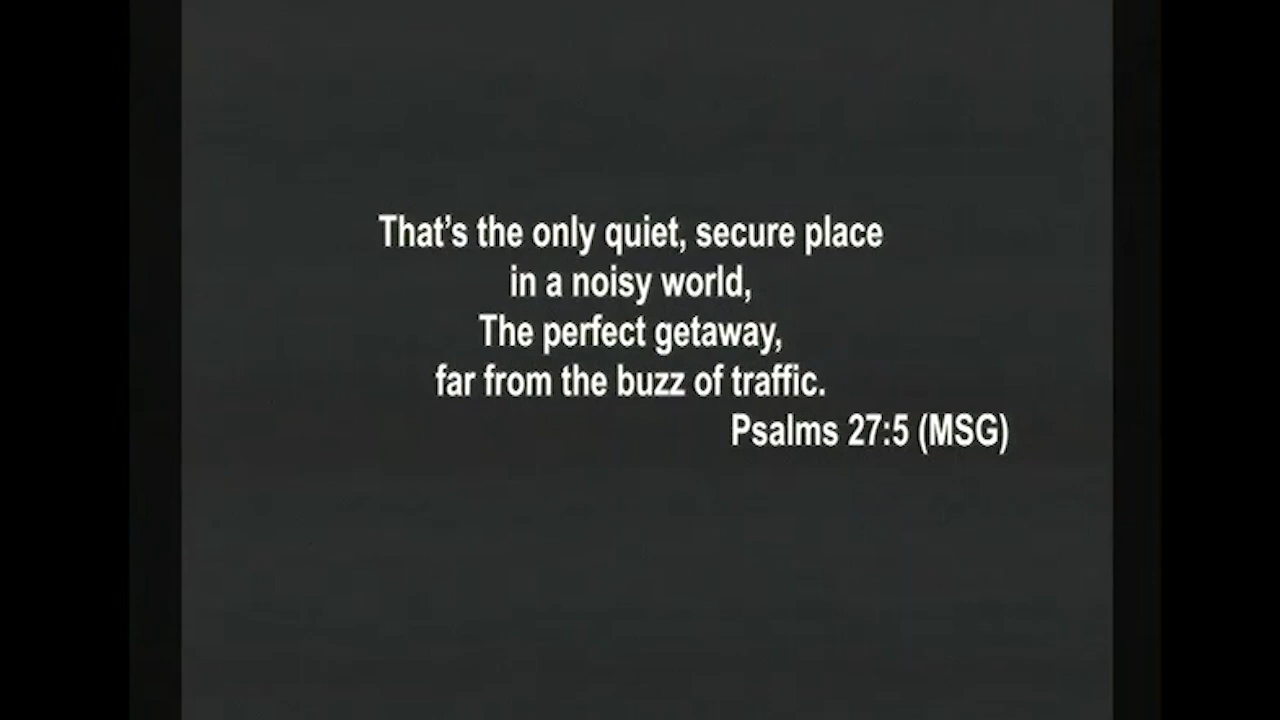 That’s the only quiet, secure place
in a noisy world,
The perfect getaway,
far from the buzz of traffic.
Psalms 27:5 (MSG)